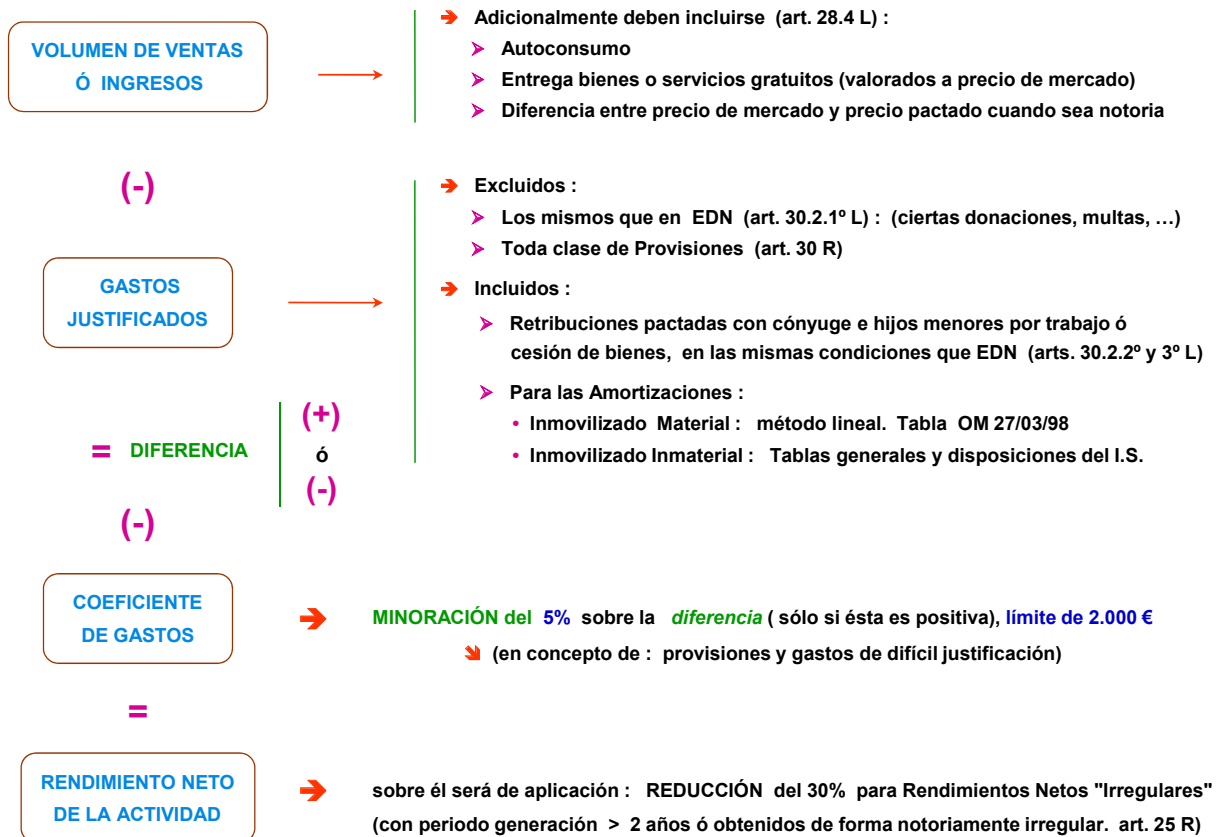 VOLUMEN DE VENTAS
Ó INGRESOS
Adicionalmente deben incluirse (art. 28.4 L) :
Autoconsumo
Entrega bienes o servicios gratuitos (valorados a precio de mercado)
Diferencia entre precio de mercado y precio pactado cuando sea notoria
(-)
GASTOS
JUSTIFICADOS
Excluidos :
Los mismos que en EDN (art. 30.2.1º L) : (ciertas donaciones, multas, …)
Toda clase de Provisiones (art. 30 R)
Incluidos :
Retribuciones pactadas con cónyuge e hijos menores por trabajo ó
cesión de bienes, en las mismas condiciones que EDN (arts. 30.2.2º y 3º L)
Para las Amortizaciones :
• Inmovilizado Material : método lineal. Tabla OM 27/03/98
• Inmovilizado Inmaterial : Tablas generales y disposiciones del I.S.
= DIFERENCIA
(+)
ó
(-)
(-)
COEFICIENTE
DE GASTOS
MINORACIÓN del 5% sobre la diferencia ( sólo si ésta es positiva), límite de 2.000 €
(en concepto de : provisiones y gastos de difícil justificación)
=
RENDIMIENTO NETO
DE LA ACTIVIDAD
sobre él será de aplicación : REDUCCIÓN del 30% para Rendimientos Netos "Irregulares"
(con periodo generación > 2 años ó obtenidos de forma notoriamente irregular. art. 25 R)